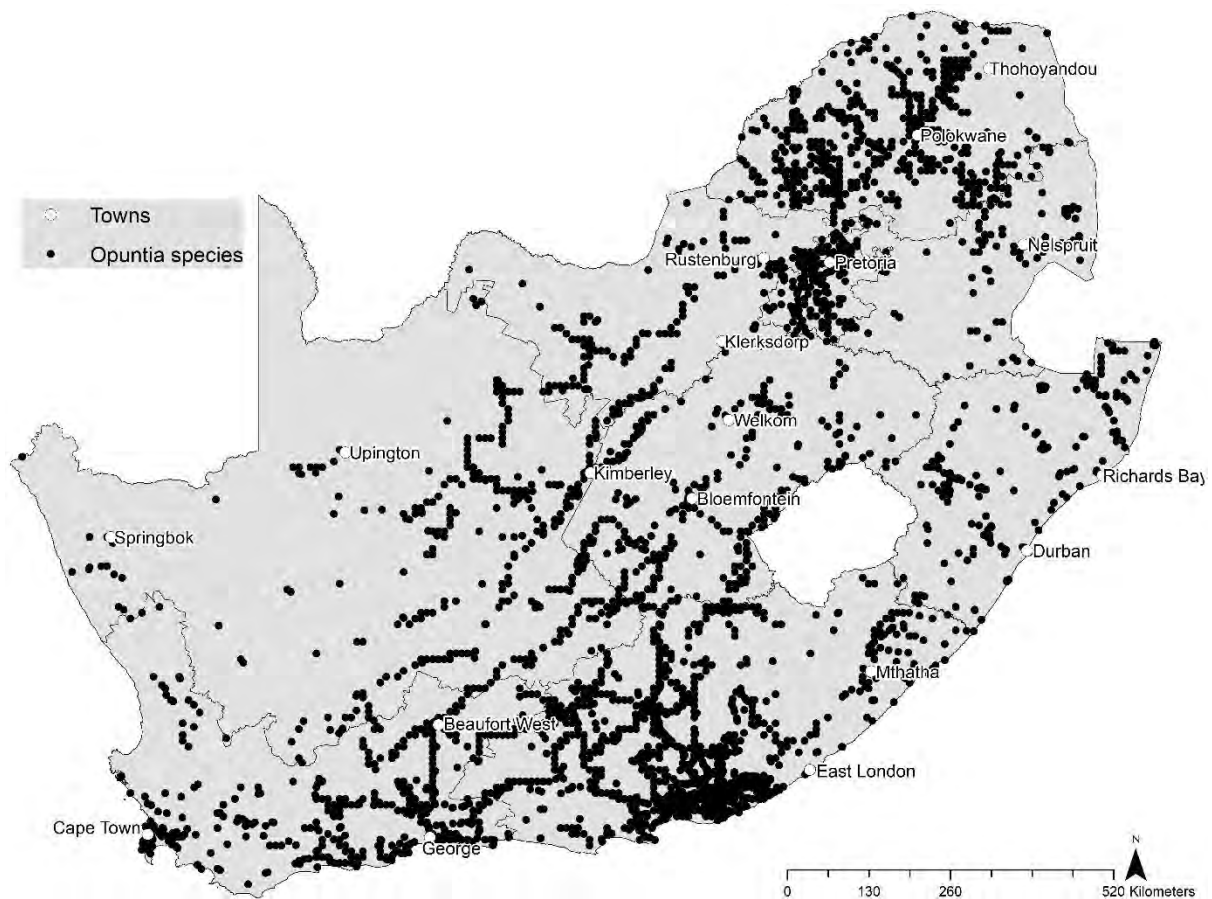 Thohoyandou
Polokwane
Towns
Opuntia species
Nelspruit
Rustenburg
Pretoria
Klerksdorp
Welkom
Upington
Kimberley
Richards Bay
Bloemfontein
Springbok
Durban
Mthatha
Beaufort West
East London
Cape Town
George
N
0 130 260 520 Kilometers